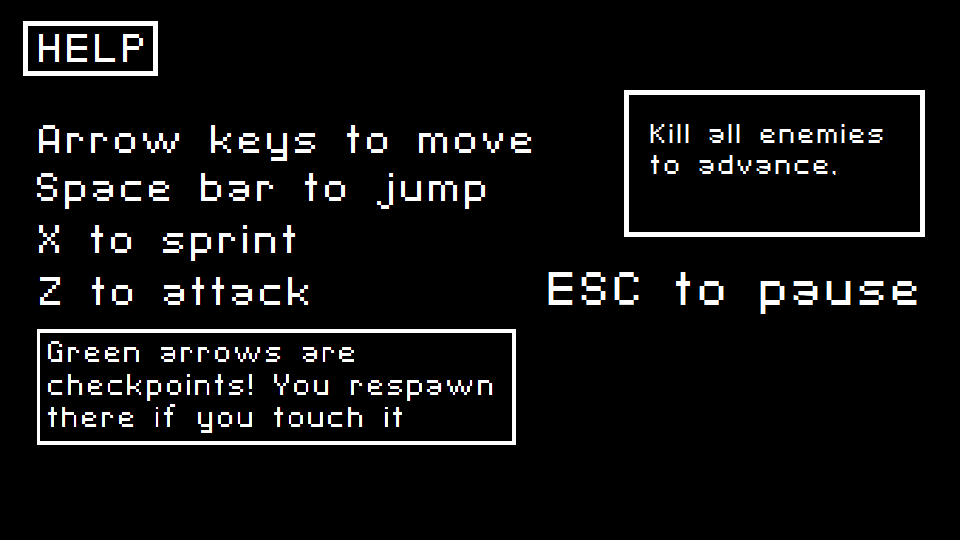 HELP
Arrow keys to move
Space bar to jump
X to sprint
Z to attack
Kill all enemies
to advance.
ESC to pause
Green arrows are
checkpoints! You respawn
there if you touch it